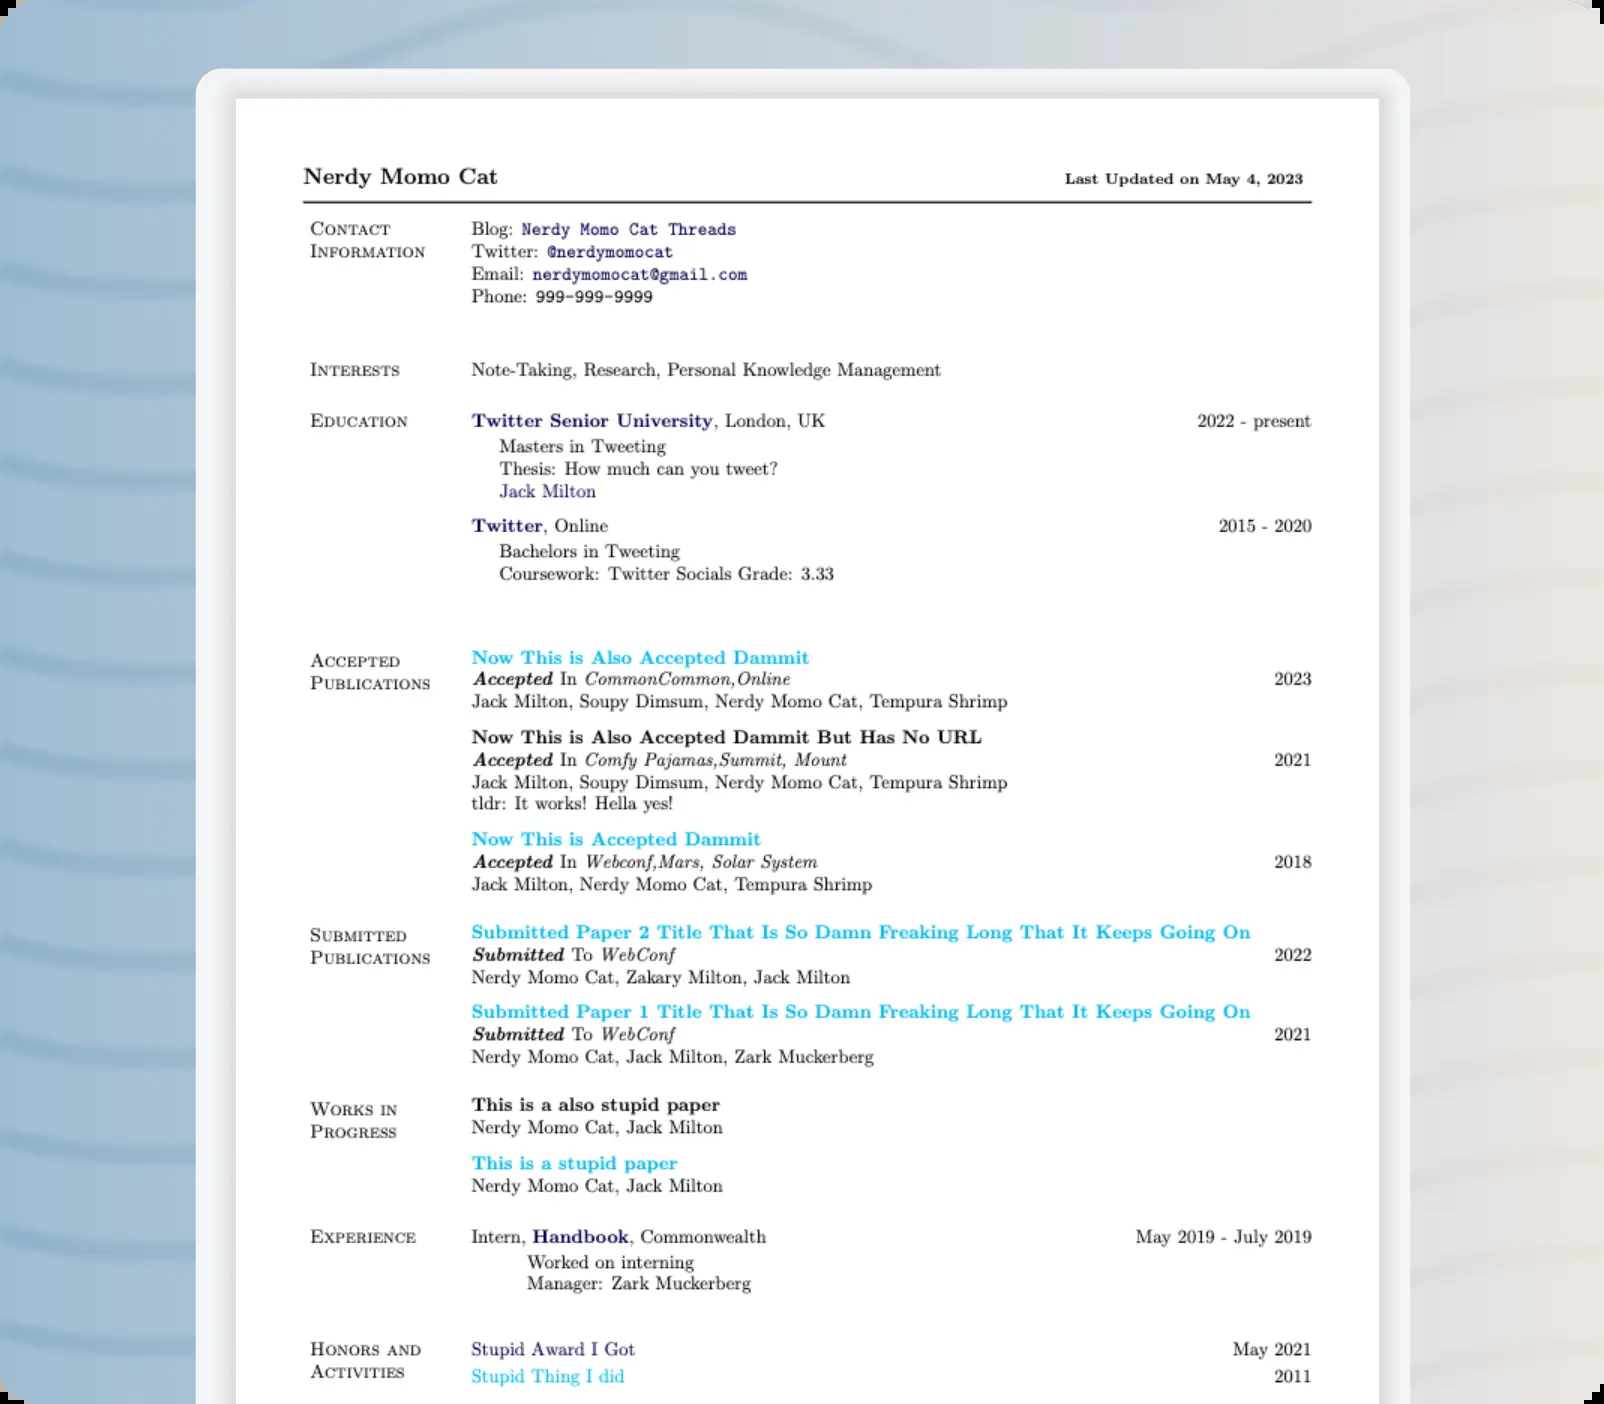 Nerdy Momo Cat
Last Updated on May 4, 2023
Contact Information
Blog: Nerdy Momo Cat Threads
Twitter: @nerdymomocat
Email: nerdymomocat@gmail.com
Phone: 999-999-9999
Interests
Note-Taking, Research, Personal Knowledge Management
Education
Twitter Senior University, London, UK
2022 - present
Masters in Tweeting
Thesis: How much can you tweet?
Jack Milton
Twitter, Online
2015 - 2020
Bachelors in Tweeting
Coursework: Twitter Socials Grade: 3.33
Accepted
Publications
Now This is Also Accepted Dammit
Accepted In CommonCommon,Online
2023
Jack Milton, Soupy Dimsum, Nerdy Momo Cat, Tempura Shrimp
Now This is Also Accepted Dammit But Has No URL
Accepted In Comfy Pajamas,Summit, Mount
2021
Jack Milton, Soupy Dimsum, Nerdy Momo Cat, Tempura Shrimp
tldr: It works! Hella yes!
Now This is Accepted Dammit
Accepted In Webconf,Mars, Solar System
2018
Jack Milton, Nerdy Momo Cat, Tempura Shrimp
Submitted
Publications
Submitted Paper 2 Title That Is So Damn Freaking Long That It Keeps Going On
Submitted To WebConf
2022
Nerdy Momo Cat, Zakary Milton, Jack Milton
Submitted Paper 1 Title That Is So Damn Freaking Long That It Keeps Going On
Submitted To WebConf
2021
Nerdy Momo Cat, Jack Milton, Zark Muckerberg
Works in
Progress
This is a also stupid paper
Nerdy Momo Cat, Jack Milton
This is a stupid paper
Nerdy Momo Cat, Jack Milton
Experience
Intern, Handbook, Commonwealth
May 2019 - July 2019
Worked on interning
Manager: Zark Muckerberg
Honors and
Activities
Stupid Award I Got
May 2021
Stupid Thing I did
2011